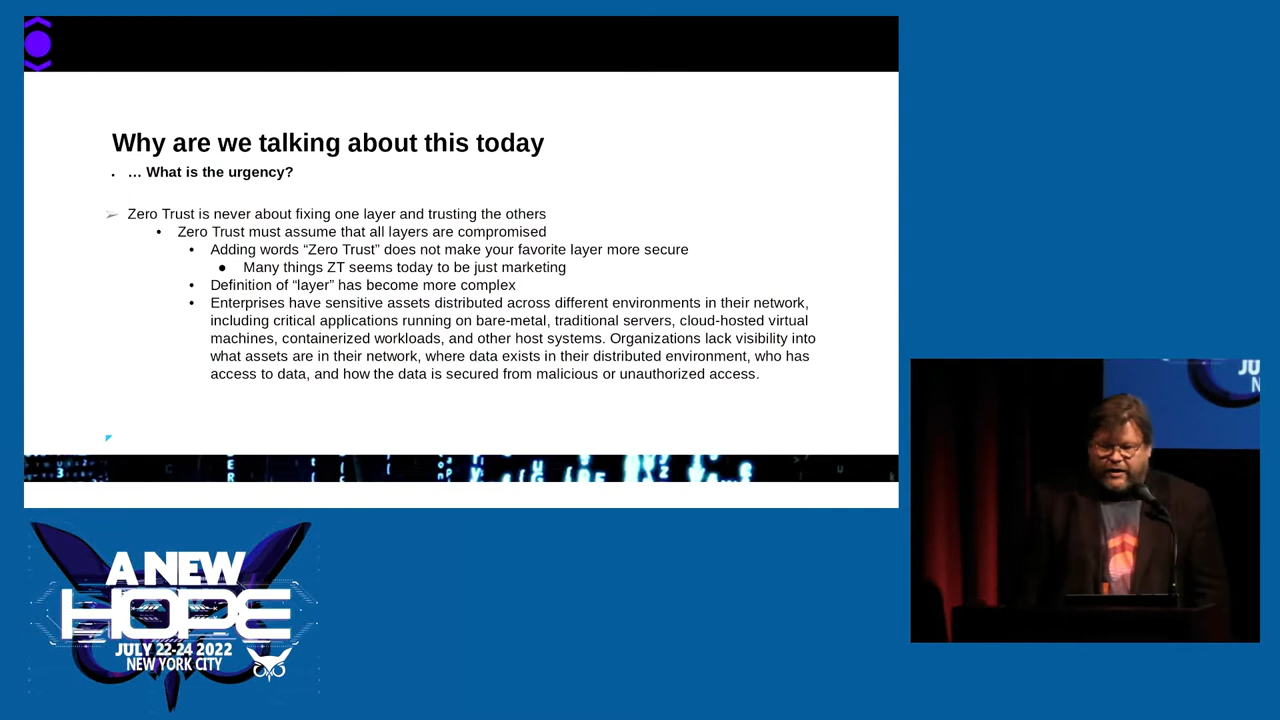 Why are we talking about this today
… What is the urgency?
Zero Trust is never about fixing one layer and trusting the others
Zero Trust must assume that all layers are compromised
Adding words “Zero Trust” does not make your favorite layer more secure
Many things ZT seems today to be just marketing
Definition of “layer” has become more complex
Enterprises have sensitive assets distributed across different environments in their network,
including critical applications running on bare-metal, traditional servers, cloud-hosted virtual
machines, containerized workloads, and other host systems. Organizations lack visibility into
what assets are in their network, where data exists in their distributed environment, who has
access to data, and how the data is secured from malicious or unauthorized access.
A NEW
HOPE
JULY 22-24 2022
NEW YORK CITY
JU
N